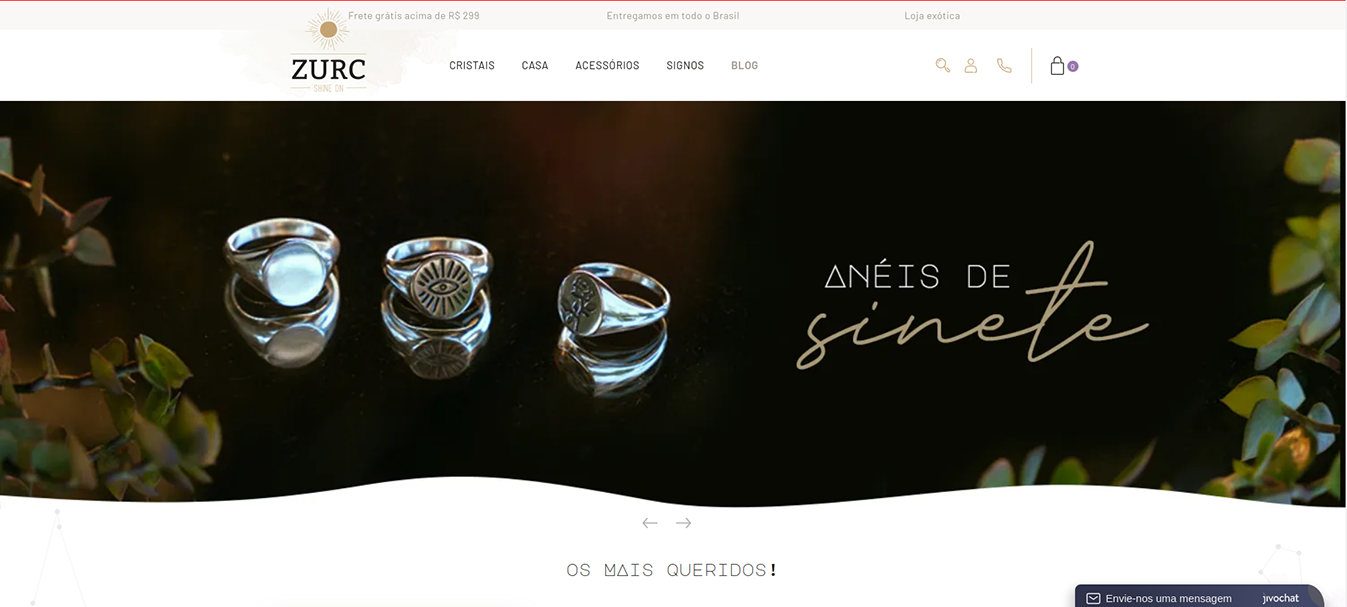 Frete grátis acima de R$ 299
Entregamos em todo o Brasil
Loja exótica
ZURC
SHINE ON
CRISTAIS
CASA
ACESSÓRIOS
SIGNOS
BLOG
0
ANÉIS DE
sinete
OS MAIS QUERIDOS!
Envie-nos uma mensagem
jivochat